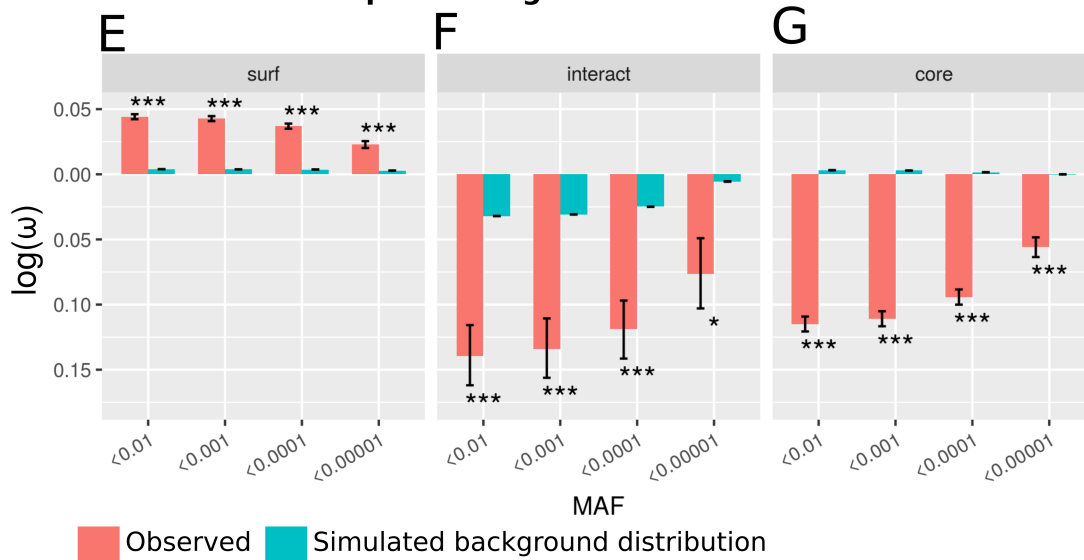 E F G
surf interact core
0.05
0.00
0.05
0.10
0.15
log(ω)
*** *** *** ***
*** *** *** *
*** *** *** ***
<0.01 <0.001 <0.0001 <0.00001 <0.01 <0.001 <0.0001 <0.00001 <0.01 <0.001 <0.0001 <0.00001
MAF
Observed Simulated background distribution